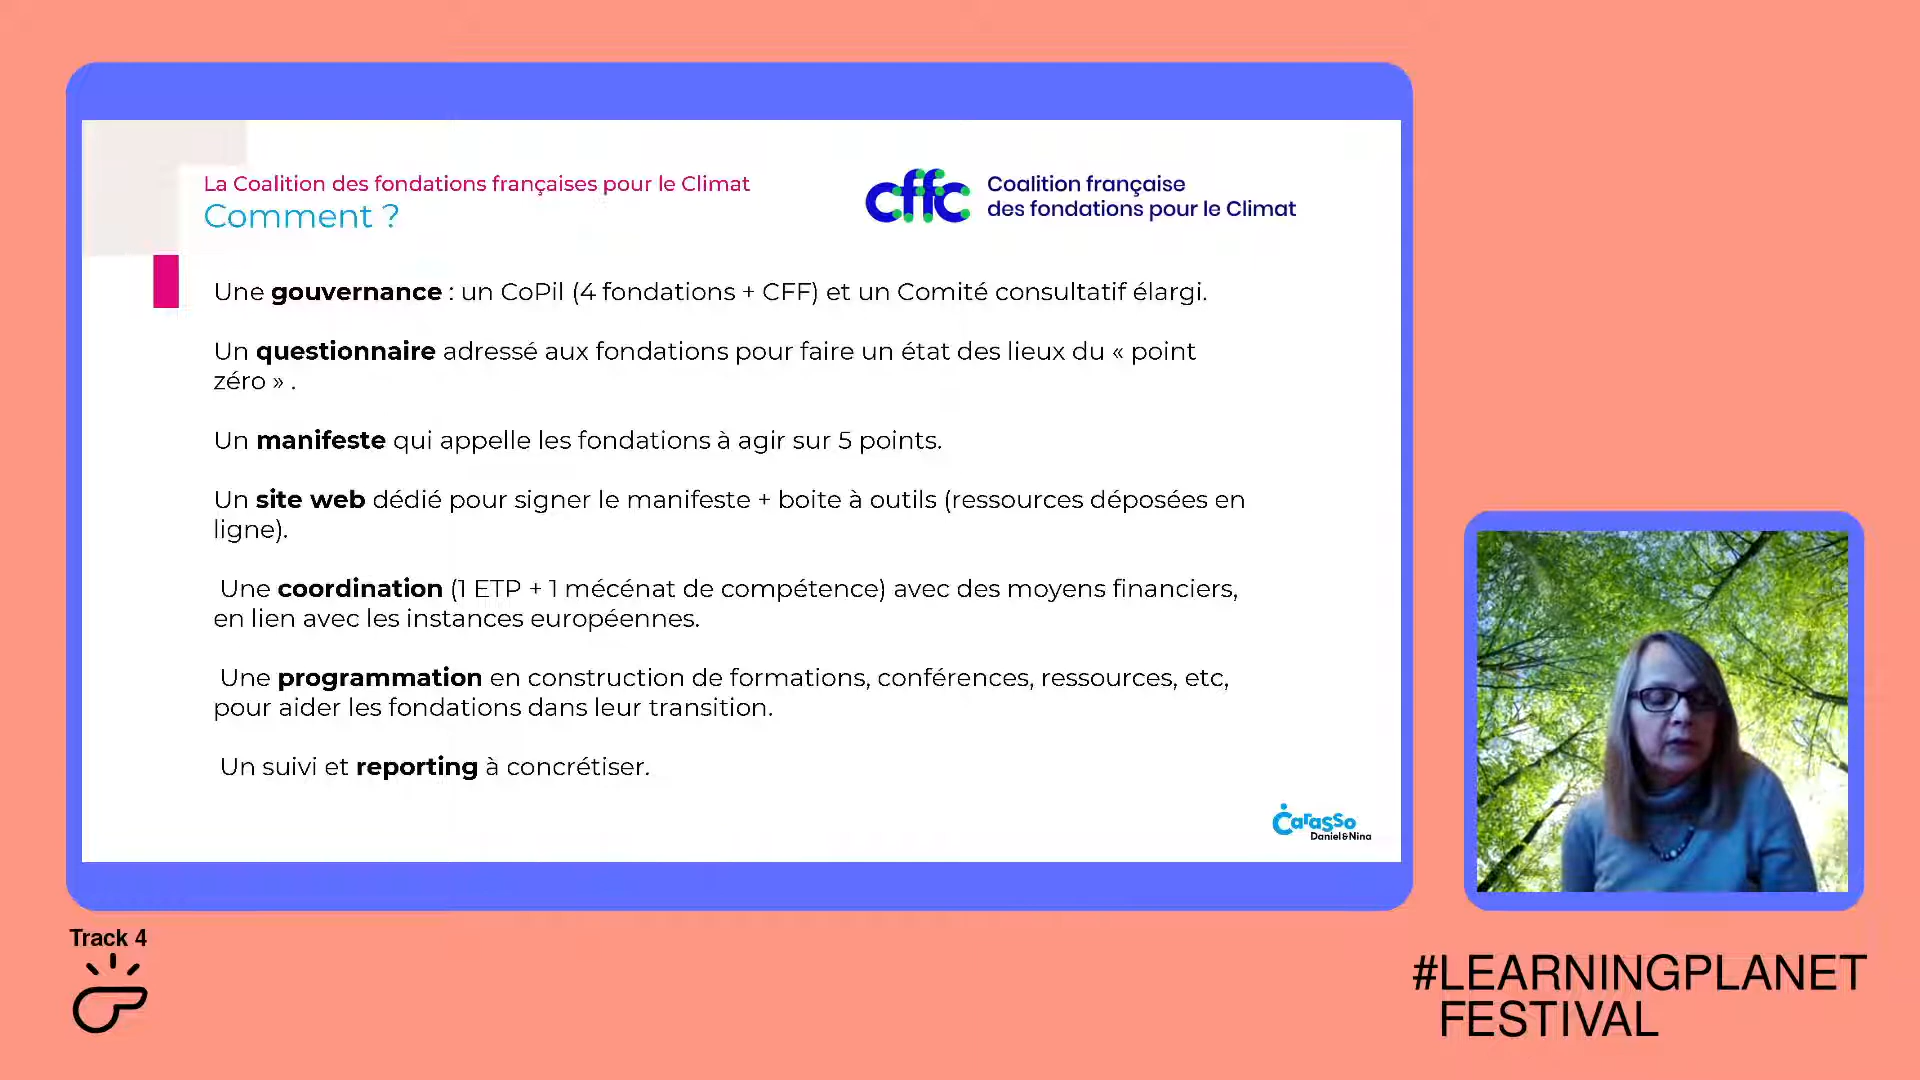 La Coalition des fondations françaises pour le Climat
Comment ?
cffc
Coalition française
des fondations pour le Climat
Une gouvernance : un CoPil (4 fondations + CFF) et un Comité consultatif élargi.
Un questionnaire adressé aux fondations pour faire un état des lieux du « point
zéro » .
Un manifeste qui appelle les fondations à agir sur 5 points.
Un site web dédié pour signer le manifeste + boite à outils (ressources déposées en
ligne).
Une coordination (1 ETP + 1 mécénat de compétence) avec des moyens financiers,
en lien avec les instances européennes.
Une programmation en construction de formations, conférences, ressources, etc,
pour aider les fondations dans leur transition.
Un suivi et reporting à concrétiser.
Carasso
Daniel&Nina
Track 4
#LEARNINGPLANET
FESTIVAL